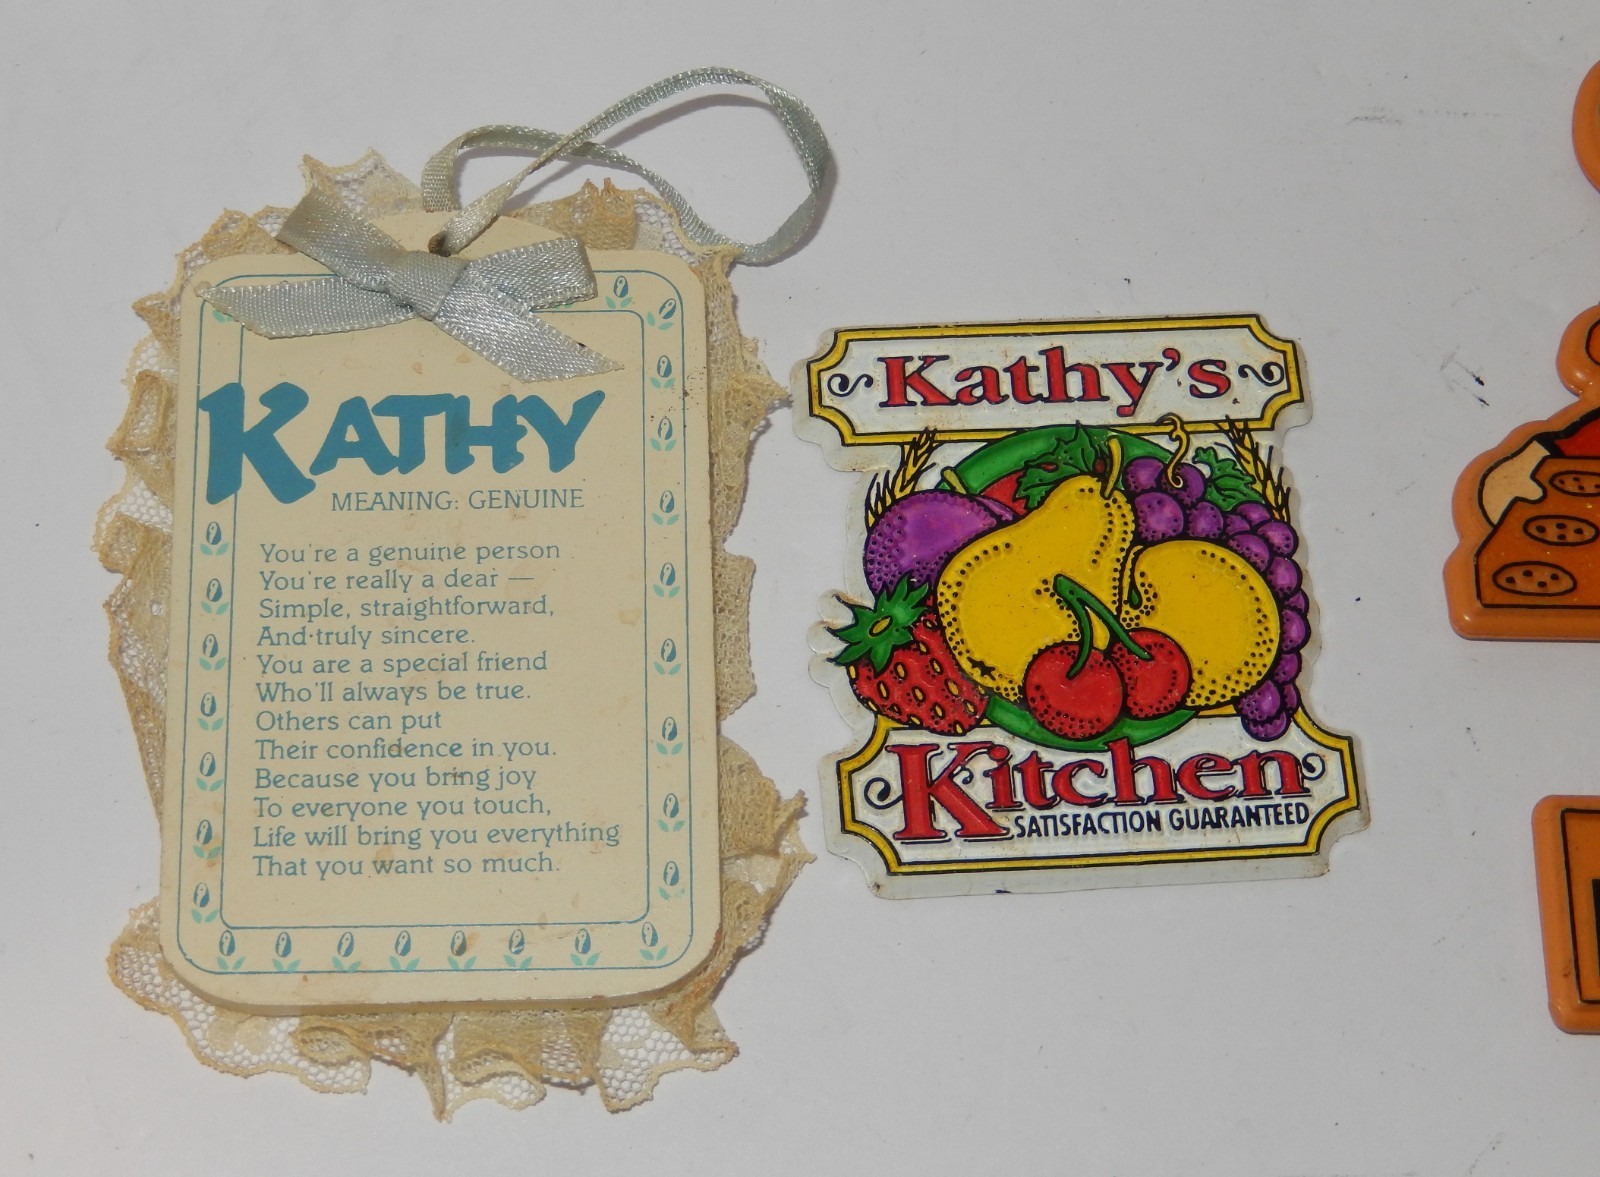 KATHY
MEANING: GENUINE
You're a genuine person
You're really a dear —
Simple, straightforward,
And truly sincere.
You are a special friend
Who'll always be true.
Others can put
Their confidence in you.
Because you bring joy
To everyone you touch,
Life will bring you everything
That you want so much.
Kathy's
Kitchen
SATISFACTION GUARANTEED